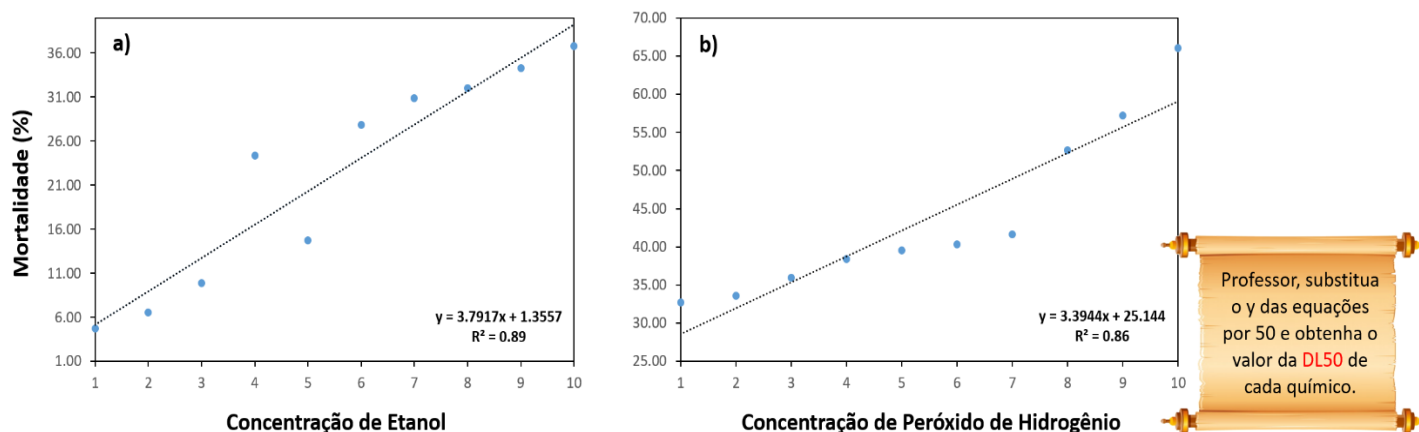 a)
Mortalidade (%)
36.00
31.00
26.00
21.00
16.00
11.00
6.00
1.00
y = 3.7917x + 1.3557
R² = 0.89
1 2 3 4 5 6 7 8 9 10
Concentração de Etanol
b)
70.00
65.00
60.00
55.00
50.00
45.00
40.00
35.00
30.00
25.00
y = 3.3944x + 25.144
R² = 0.86
1 2 3 4 5 6 7 8 9 10
Concentração de Peróxido de Hidrogênio
Professor, substitua
o y das equações
por 50 e obtenha o
valor da DL50 de
cada químico.